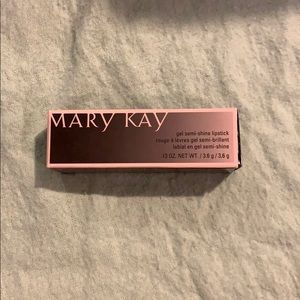 MARY KAY
gel semi-shine lipstick
rouge à lèvres gel semi-brillant
labial en gel semi-shine
.13 OZ. NET WT. / 3.6 g / 3,6 g